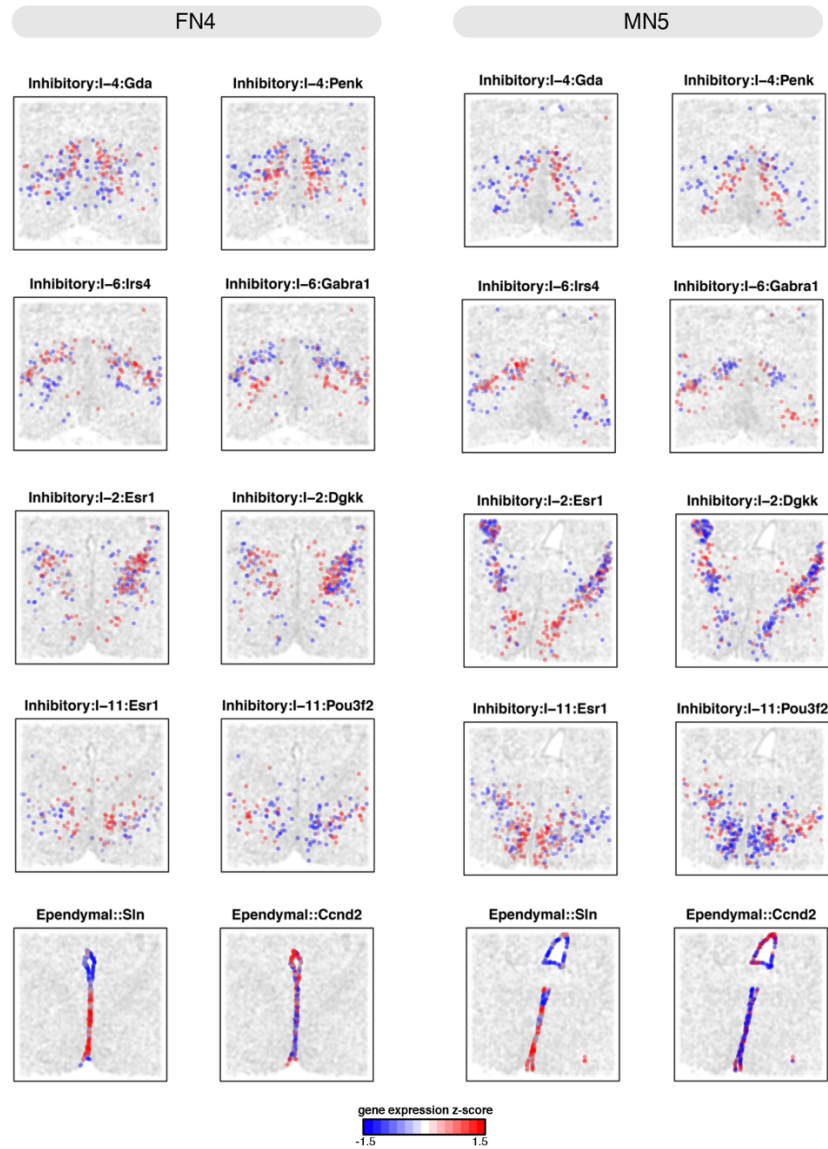 FN4 MN5
Inhibitory:I−4:Gda Inhibitory:I−4:Penk Inhibitory:I−4:Gda Inhibitory:I−4:Penk
Inhibitory:I−6:Irs4 Inhibitory:I−6:Gabra1 Inhibitory:I−6:Irs4 Inhibitory:I−6:Gabra1
Inhibitory:I−2:Esr1 Inhibitory:I−2:Dgkk Inhibitory:I−2:Esr1 Inhibitory:I−2:Dgkk
Inhibitory:I−11:Esr1 Inhibitory:I−11:Pou3f2 Inhibitory:I−11:Esr1 Inhibitory:I−11:Pou3f2
Ependymal::Sln Ependymal::Ccnd2 Ependymal::Sln Ependymal::Ccnd2
gene expression z-score
-1.5 1.5